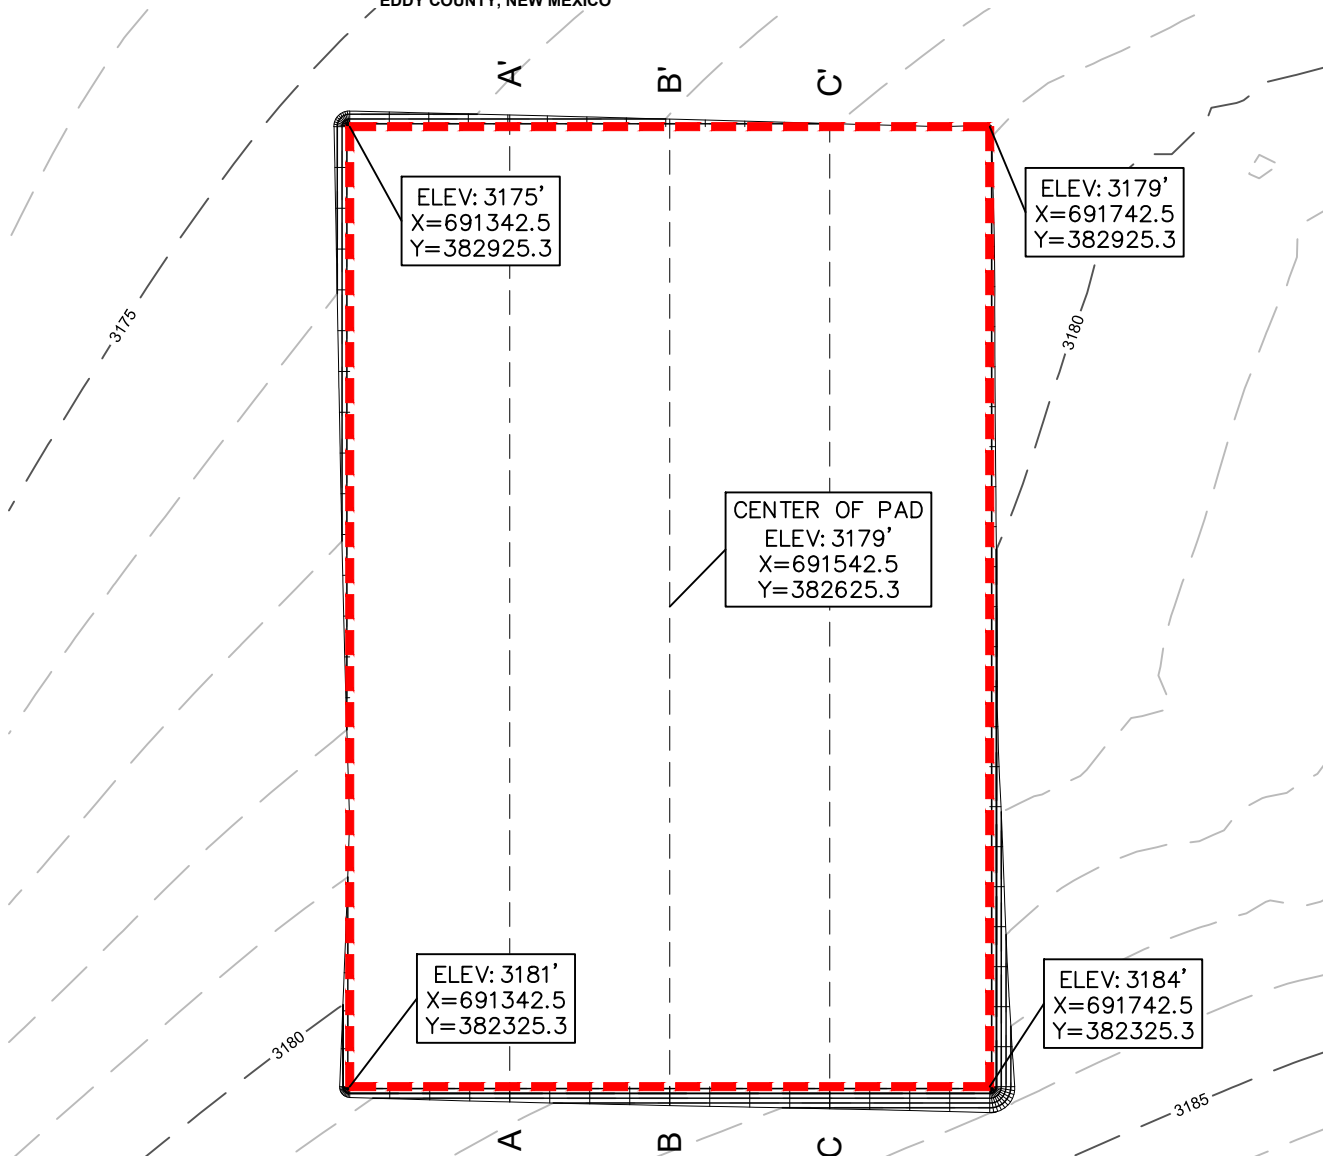 EDDY COUNTY, NEW MEXICO
A'
B'
C'
ELEV: 3175'
X=691342.5
Y=382925.3
ELEV: 3179'
X=691742.5
Y=382925.3
3175
3180
CENTER OF PAD
ELEV: 3179'
X=691542.5
Y=382625.3
ELEV: 3181'
X=691342.5
Y=382325.3
ELEV: 3184'
X=691742.5
Y=382325.3
3180
3185
A
B
C